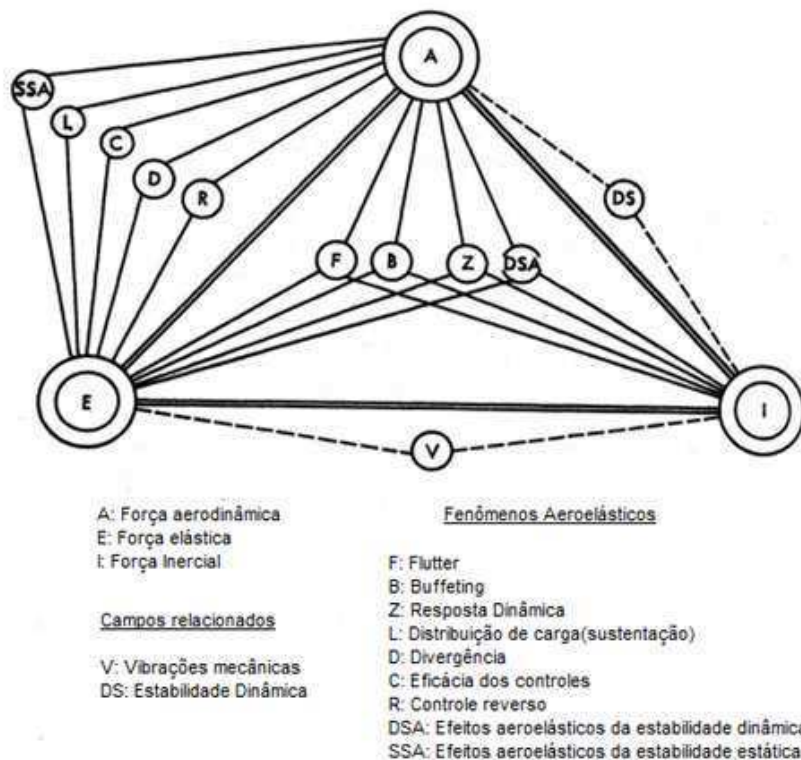 A
SSA
L
C
D
R
DS
F
B
Z
DSA
E
I
V
A: Força aerodinâmica
E: Força elástica
I: Força Inercial
Campos relacionados
V: Vibrações mecânicas
DS: Estabilidade Dinâmica
Fenômenos Aeroelásticos
F: Flutter
B: Buffeting
Z: Resposta Dinâmica
L: Distribuição de carga(sustentação)
D: Divergência
C: Eficácia dos controles
R: Controle reverso
DSA: Efeitos aeroelásticos da estabilidade dinâmica
SSA: Efeitos aeroelásticos da estabilidade estática